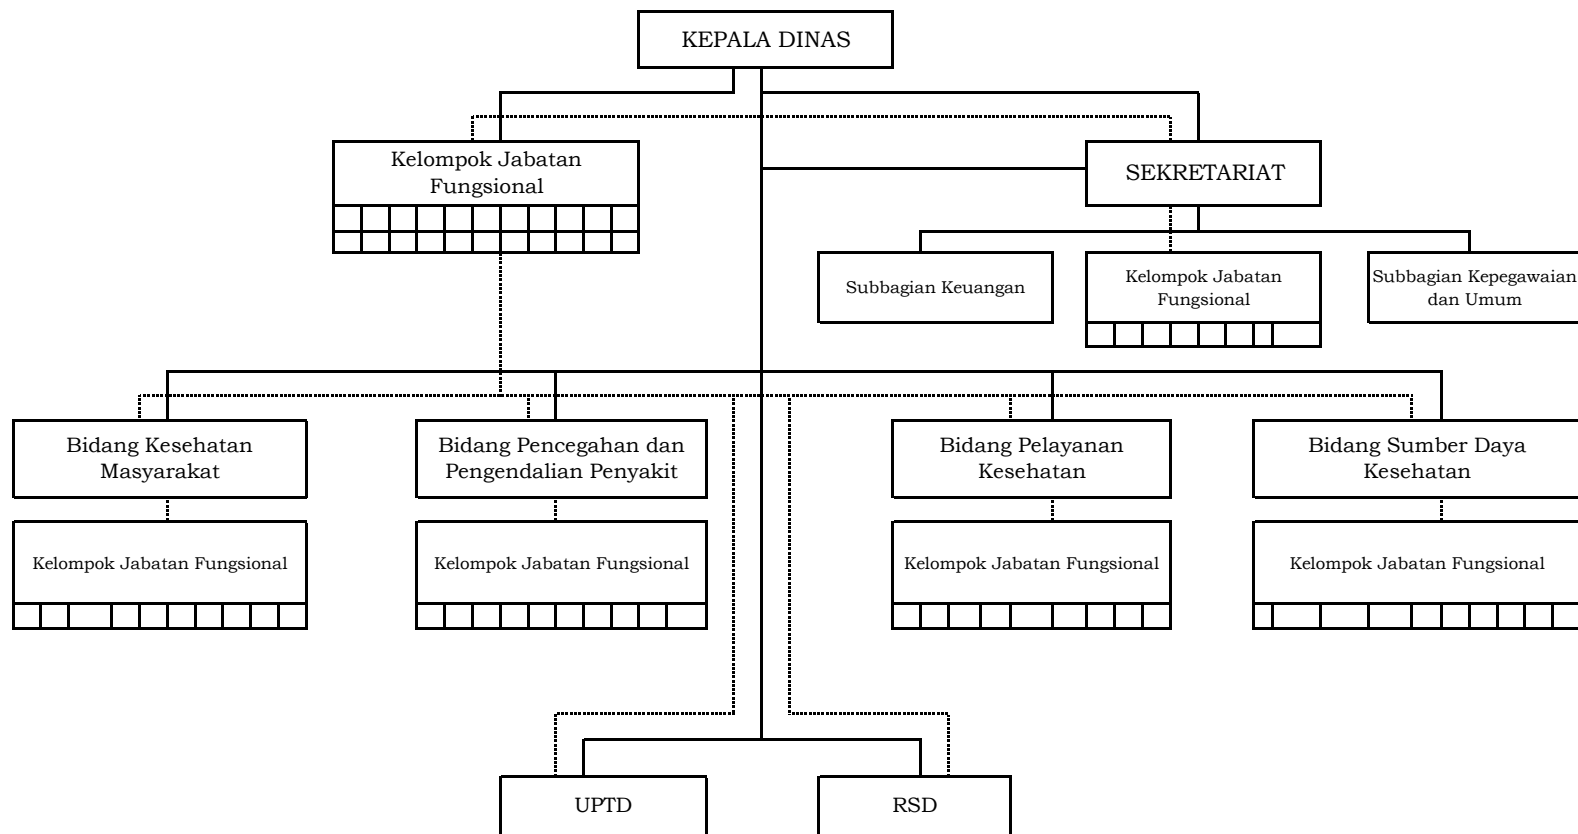 KEPALA DINAS
Kelompok Jabatan
Fungsional
SEKRETARIAT
Subbagian Keuangan
Kelompok Jabatan
Fungsional
Subbagian Kepegawaian
dan Umum
Bidang Kesehatan
Masyarakat
Bidang Pencegahan dan
Pengendalian Penyakit
Bidang Pelayanan
Kesehatan
Bidang Sumber Daya
Kesehatan
Kelompok Jabatan Fungsional
Kelompok Jabatan Fungsional
Kelompok Jabatan Fungsional
Kelompok Jabatan Fungsional
UPTD
RSD